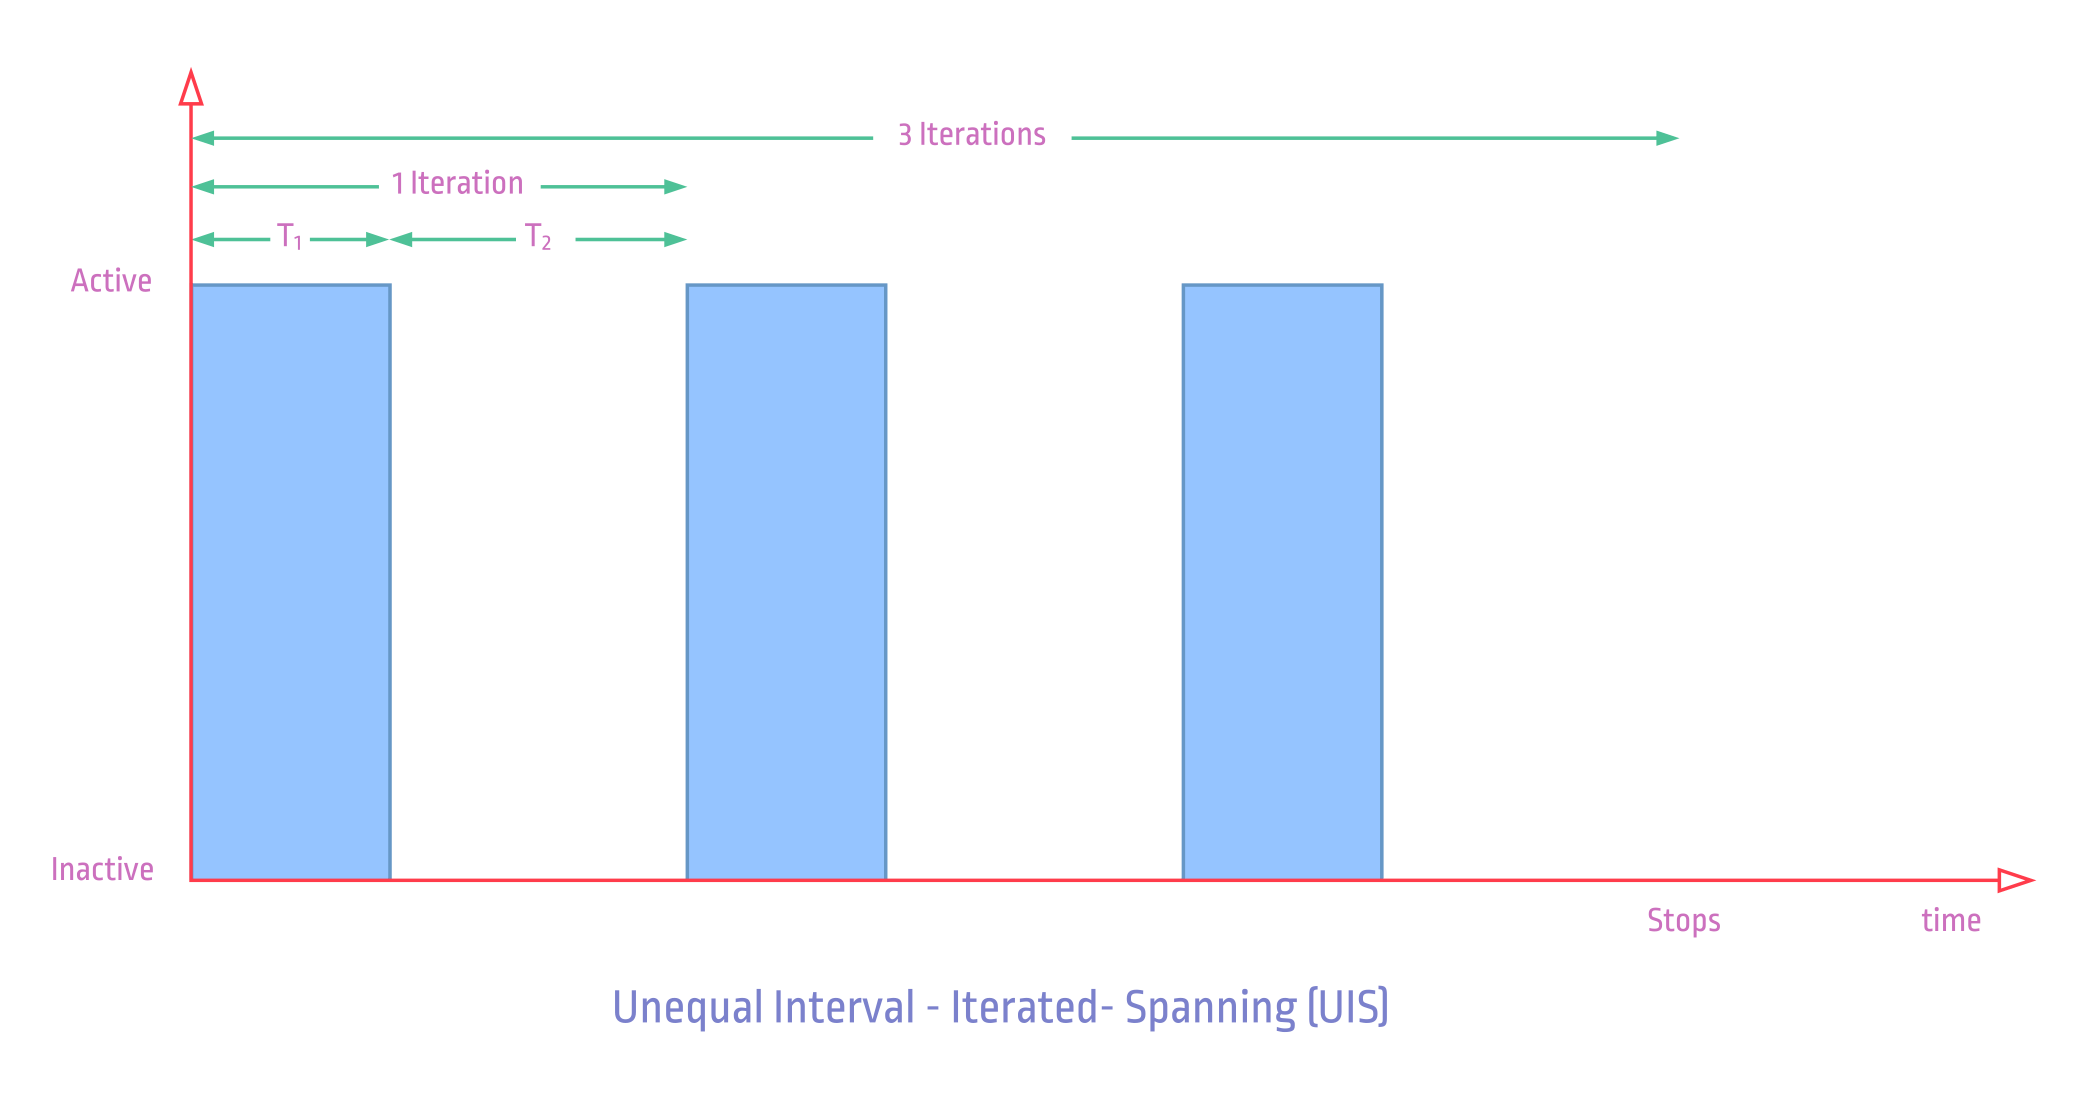 3 Iterations
1 Iteration
T₁ T₂
Active
Inactive
Stops time
Unequal Interval - Iterated- Spanning (UIS)